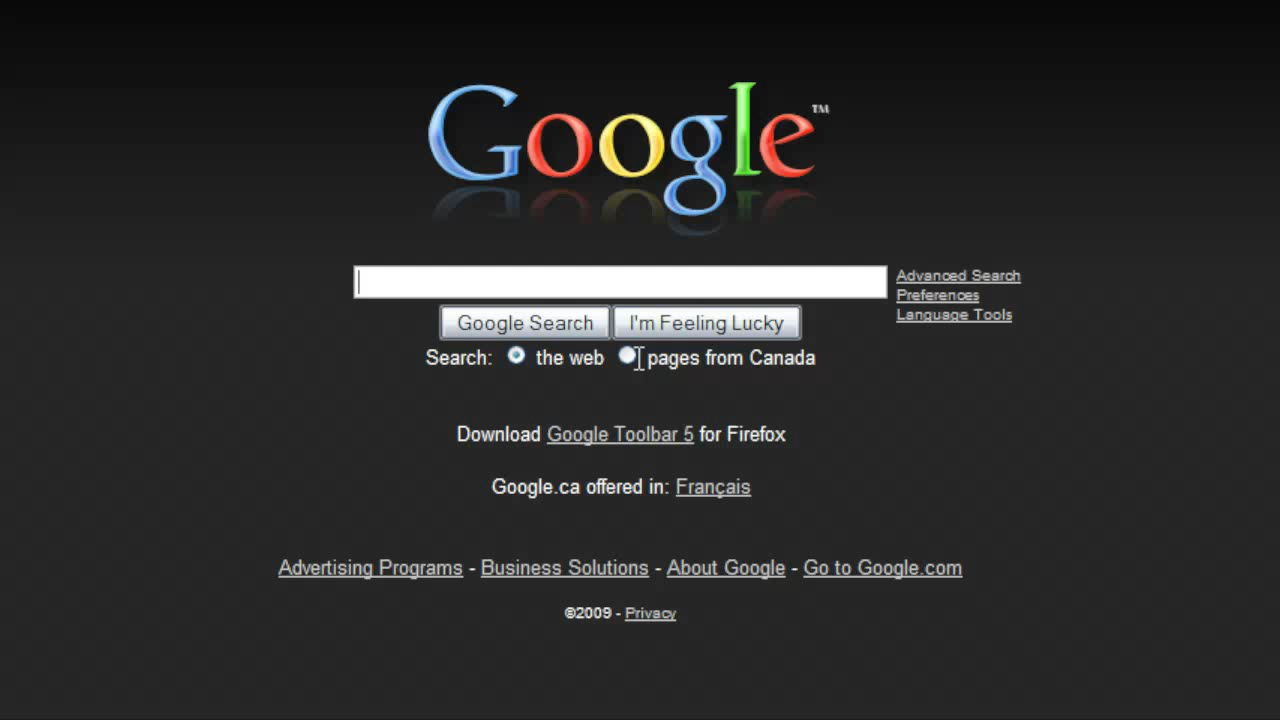 Google™
Advanced Search
Preferences
Language Tools
Google Search I'm Feeling Lucky
Search: the web pages from Canada
Download Google Toolbar 5 for Firefox
Google.ca offered in: Français
Advertising Programs - Business Solutions - About Google - Go to Google.com
©2009 - Privacy